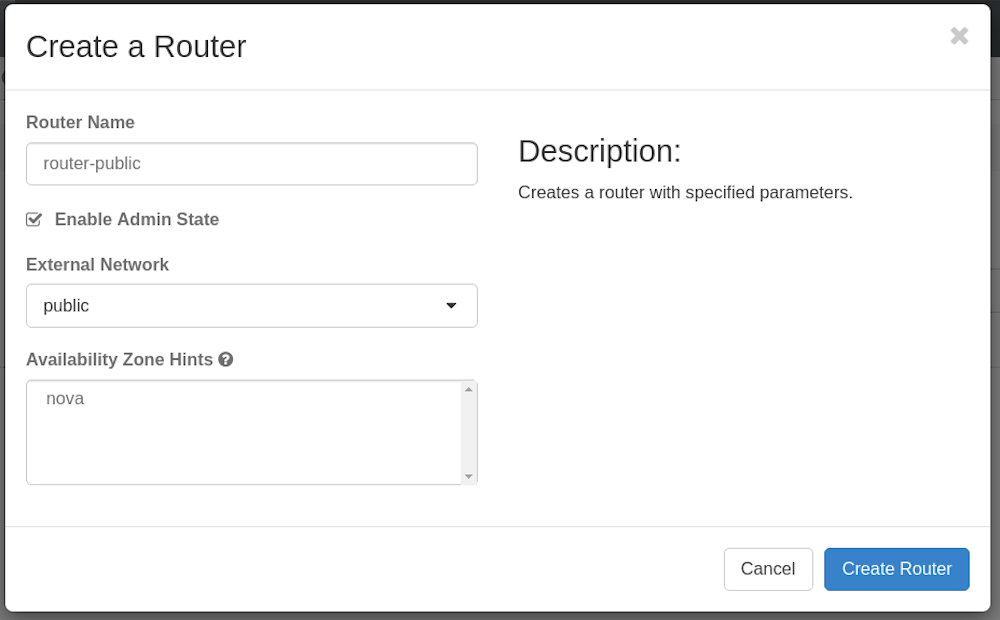 Create a Router
Router Name
router-public
Enable Admin State
External Network
public
Availability Zone Hints
nova
Description:
Creates a router with specified parameters.
Cancel
Create Router